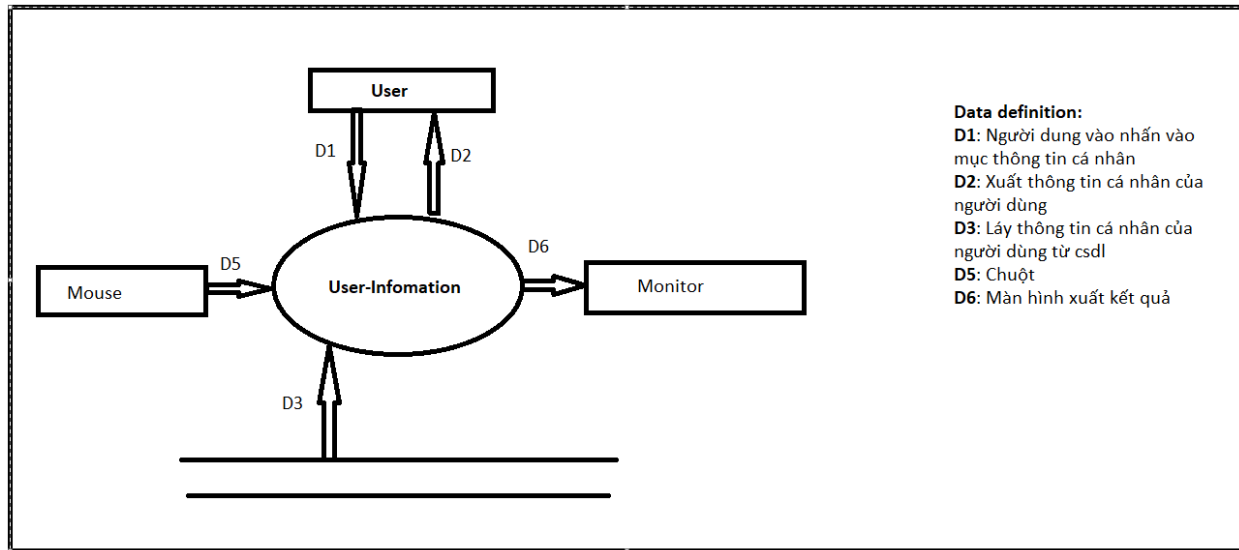 User
D1
D2
D5
Mouse
User-Infomation
D6
Monitor
D3
Data definition:
D1: Người dung vào nhấn vào
mục thông tin cá nhân
D2: Xuất thông tin cá nhân của
người dùng
D3: Láy thông tin cá nhân của
người dùng từ csdl
D5: Chuột
D6: Màn hình xuất kết quả